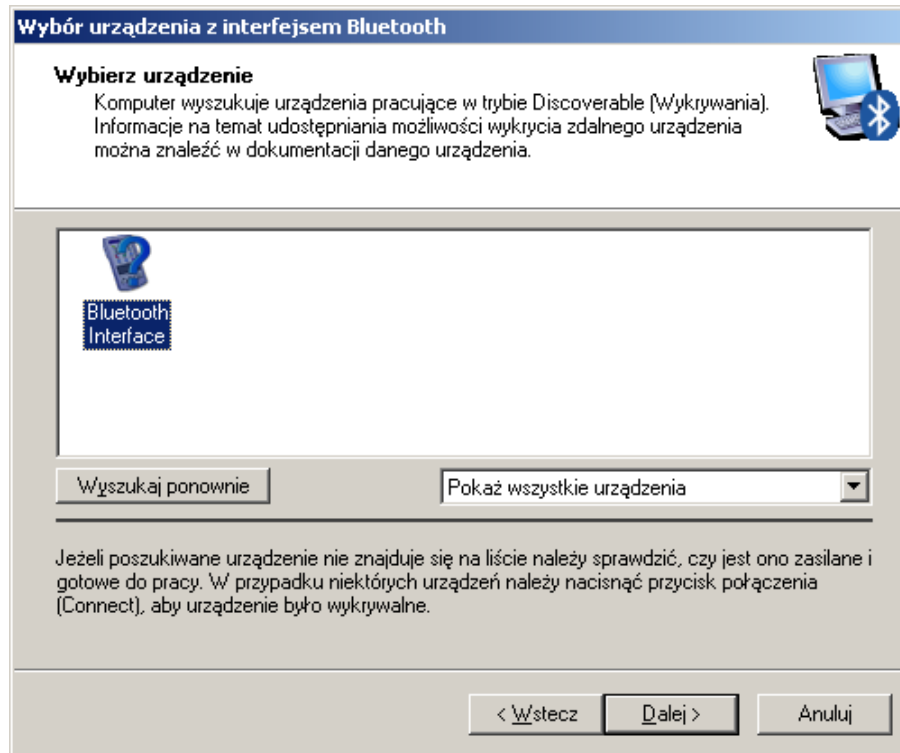 Wybór urządzenia z interfejsem Bluetooth
Wybierz urządzenie
Komputer wyszukuje urządzenia pracujące w trybie Discoverable (Wykrywania).
Informacje na temat udostępniania możliwości wykrycia zdalnego urządzenia
można znaleźć w dokumentacji danego urządzenia.
Bluetooth
Interface
Wyszukaj ponownie
Pokaż wszystkie urządzenia
Jeżeli poszukiwane urządzenie nie znajduje się na liście należy sprawdzić, czy jest ono zasilane i
gotowe do pracy. W przypadku niektórych urządzeń należy nacisnąć przycisk połączenia
(Connect), aby urządzenie było wykrywalne.
< Wstecz
Dalej >
Anuluj